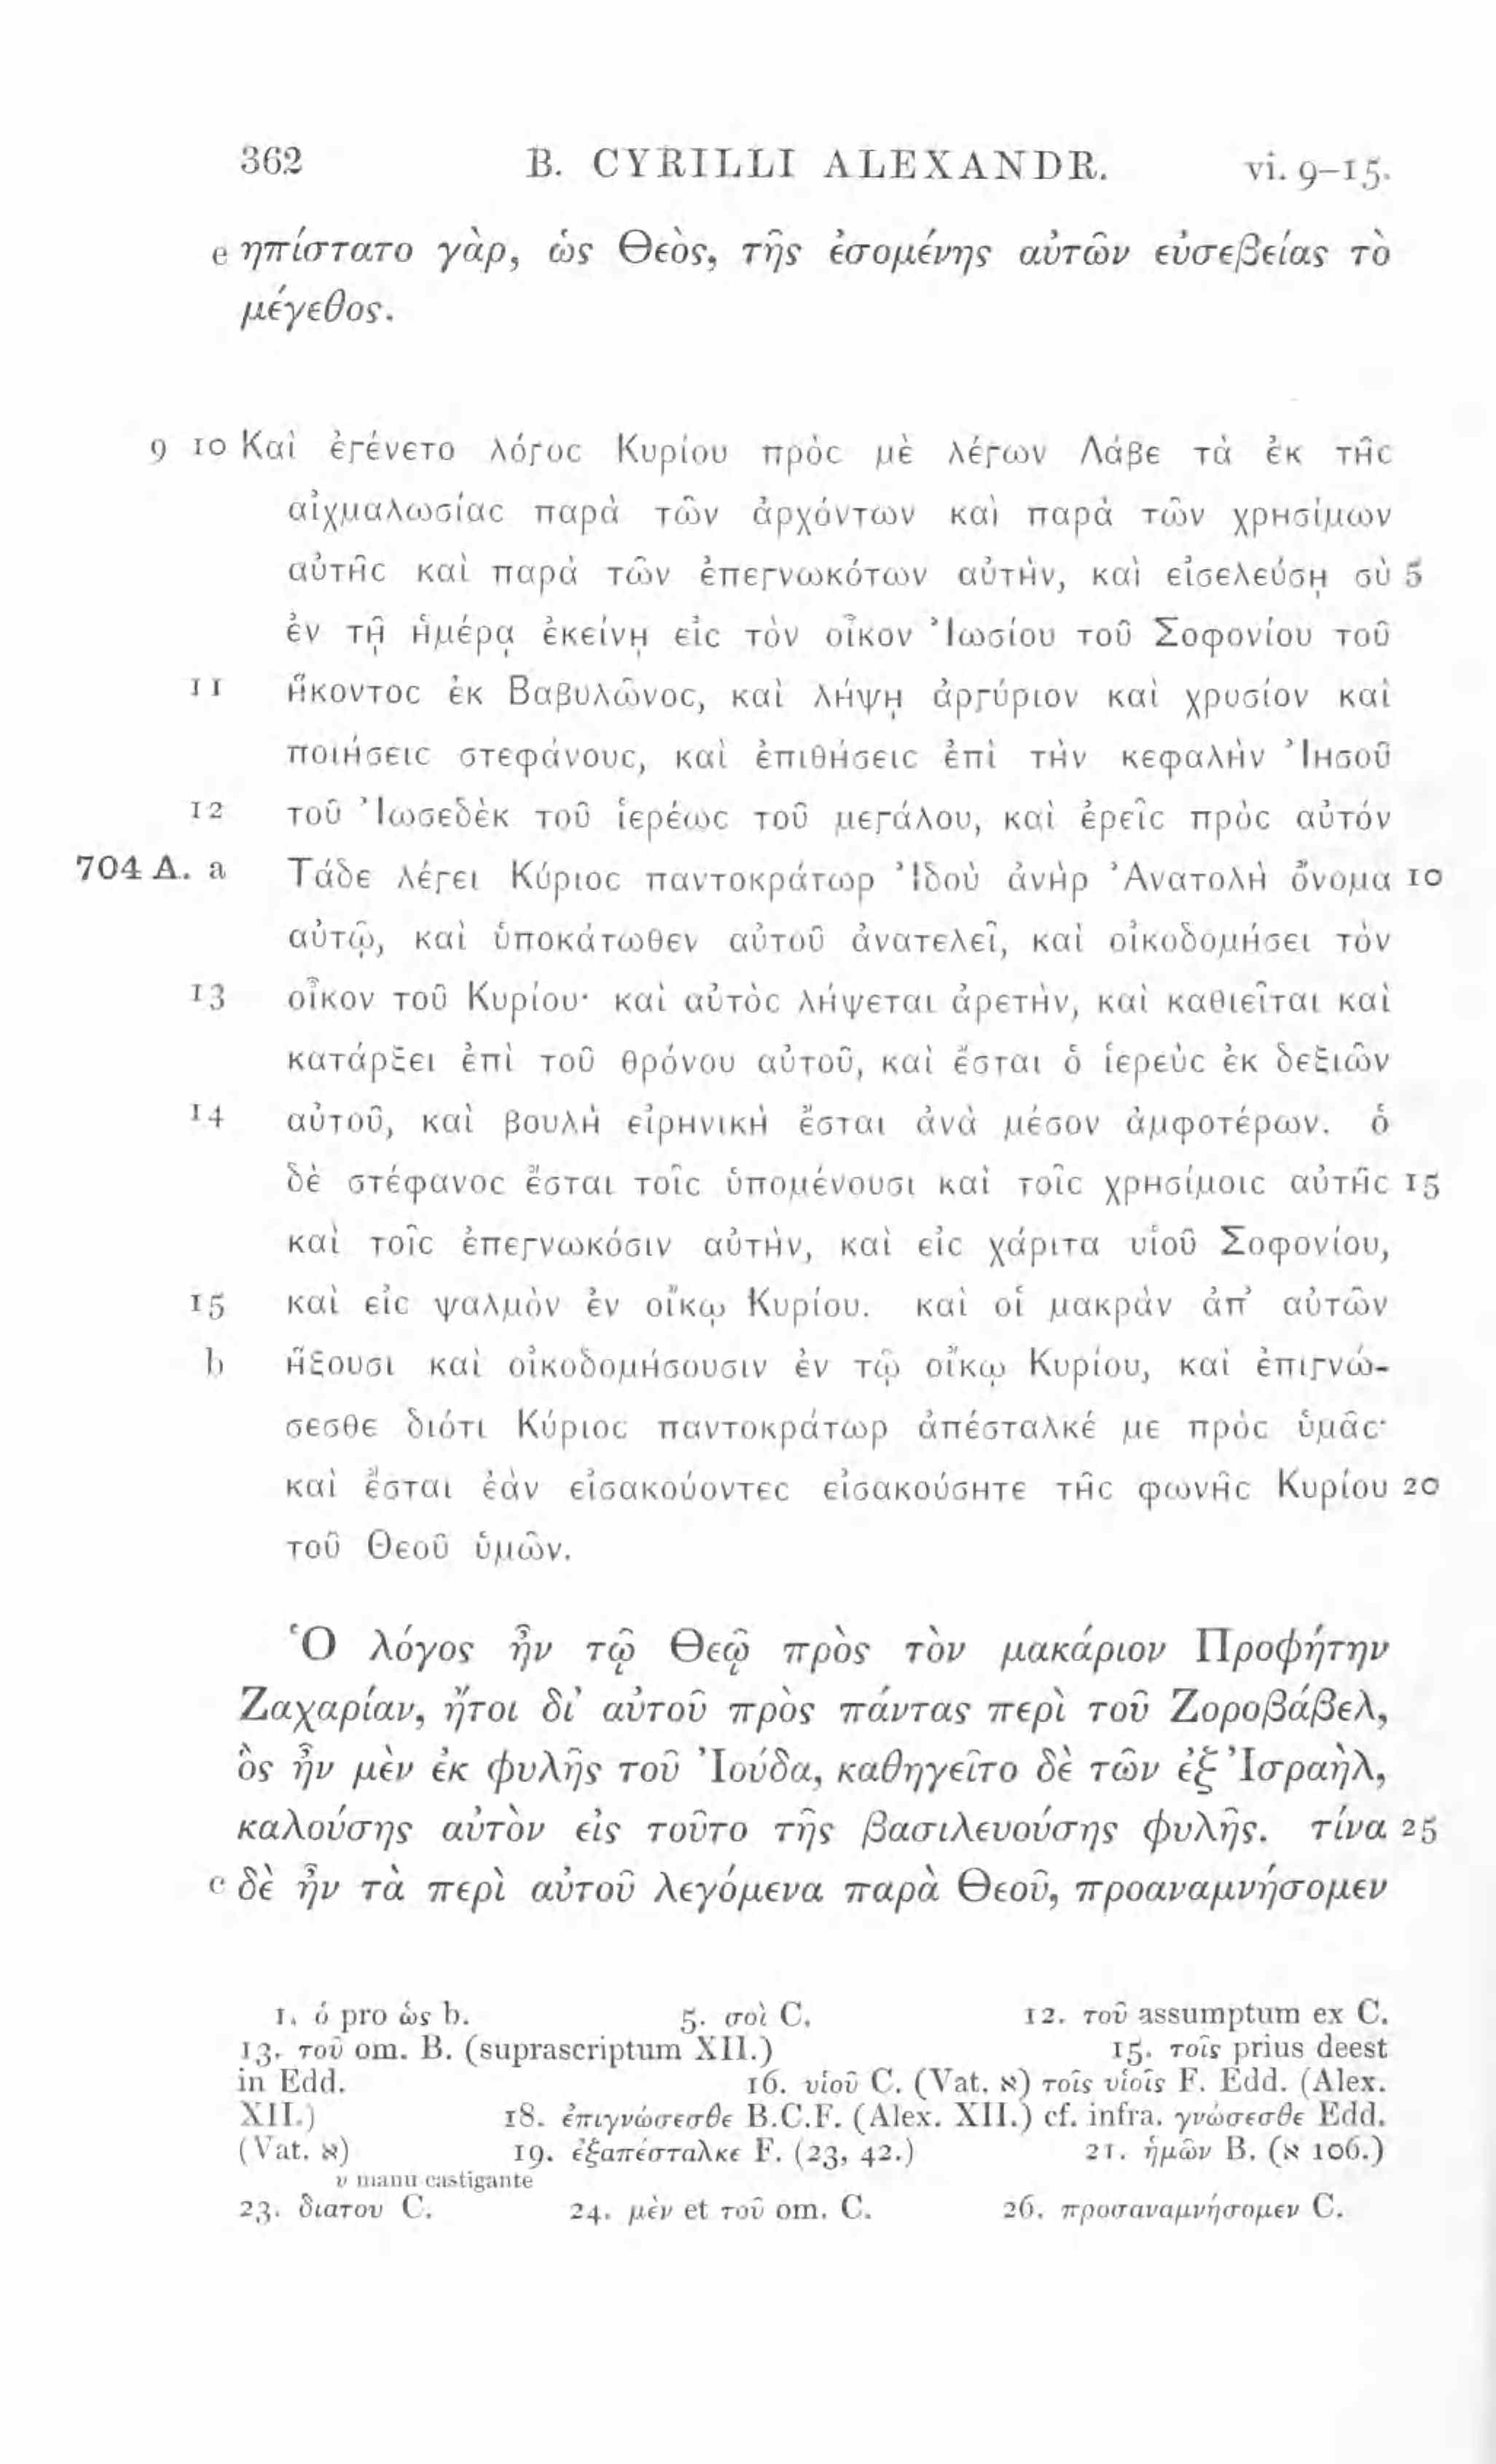 362 B. CYRILLI ALEXANDR. vi. 9–15.
e ηπίστατο γὰρ, ὡς Θεὸς, τῆς ἐσομένης αὐτῶν εὐσεβείας τὸ
μέγεθος.
9 10 Καὶ ἐγένετο λόγος Κυρίου πρὸς μὲ λέγων Λάβε τὰ ἐκ τῆς
αἰχμαλωσίας παρὰ τῶν ἀρχόντων καὶ παρὰ τῶν χρησίμων
αὐτῆς καὶ παρὰ τῶν ἐπεγνωκότων αὐτὴν, καὶ εἰσελεύσῃ σὺ 5
ἐν τῇ ἡμέρᾳ ἐκείνῃ εἰς τὸν οἶκον Ἰωσίου τοῦ Σοφονίου τοῦ
11 ἥκοντος ἐκ Βαβυλῶνος, καὶ λήψῃ ἀργύριον καὶ χρυσίον καὶ
ποιήσεις στεφάνους, καὶ ἐπιθήσεις ἐπὶ τὴν κεφαλὴν Ἰησοῦ
12 τοῦ Ἰωσεδὲκ τοῦ ἱερέως τοῦ μεγάλου, καὶ ἐρεῖς πρὸς αὐτόν
704 A. a Τάδε λέγει Κύριος παντοκράτωρ Ἰδοὺ ἀνὴρ Ἀνατολὴ ὄνομα 10
αὐτῷ, καὶ ὑποκάτωθεν αὐτοῦ ἀνατελεῖ, καὶ οἰκοδομήσει τὸν
13 οἶκον τοῦ Κυρίου· καὶ αὐτὸς λήψεται ἀρετὴν, καὶ καθιεῖται καὶ
κατάρξει ἐπὶ τοῦ θρόνου αὐτοῦ, καὶ ἔσται ὁ ἱερεὺς ἐκ δεξιῶν
14 αὐτοῦ, καὶ βουλὴ εἰρηνικὴ ἔσται ἀνὰ μέσον ἀμφοτέρων. ὁ
δὲ στέφανος ἔσται τοῖς ὑπομένουσι καὶ τοῖς χρησίμοις αὐτῆς 15
καὶ τοῖς ἐπεγνωκόσιν αὐτὴν, καὶ εἰς χάριτα υἱοῦ Σοφονίου,
15 καὶ εἰς ψαλμὸν ἐν οἴκῳ Κυρίου. καὶ οἱ μακρὰν ἀπ' αὐτῶν
b ἥξουσι καὶ οἰκοδομήσουσιν ἐν τῷ οἴκῳ Κυρίου, καὶ ἐπιγνώ-
σεσθε διότι Κύριος παντοκράτωρ ἀπέσταλκέ με πρὸς ὑμᾶς·
καὶ ἔσται ἐὰν εἰσακούοντες εἰσακούσητε τῆς φωνῆς Κυρίου 20
τοῦ Θεοῦ ὑμῶν.
Ὁ λόγος ἦν τῷ Θεῷ πρὸς τὸν μακάριον Προφήτην
Ζαχαρίαν, ἤτοι δι' αὐτοῦ πρὸς πάντας περὶ τοῦ Ζοροβάβελ,
ὃς ἦν μὲν ἐκ φυλῆς τοῦ Ἰούδα, καθηγεῖτο δὲ τῶν ἐξ Ἰσραὴλ,
καλούσης αὐτὸν εἰς τοῦτο τῆς βασιλευούσης φυλῆς. τίνα 25
c δὲ ἦν τὰ περὶ αὐτοῦ λεγόμενα παρὰ Θεοῦ, προαναμνήσομεν
1. ὁ pro ὡς b. 5. σοὶ C. 12. τοῦ assumptum ex C.
13. τοῦ om. B. (suprascriptum XII.) 15. τοῖς prius deest
in Edd. 16. υἱοῦ C. (Vat. א) τοῖς υἱοῖς F. Edd. (Alex.
XII.) 18. ἐπιγνώσεσθε B.C.F. (Alex. XII.) cf. infra. γνώσεσθε Edd.
(Vat. א) 19. ἐξαπέσταλκε F. (23, 42.) 21. ἡμῶν B. (א 106.)
υ manu castigante
23. διατου C. 24. μὲν et τοῦ om. C. 26. προσαναμνήσομεν C.